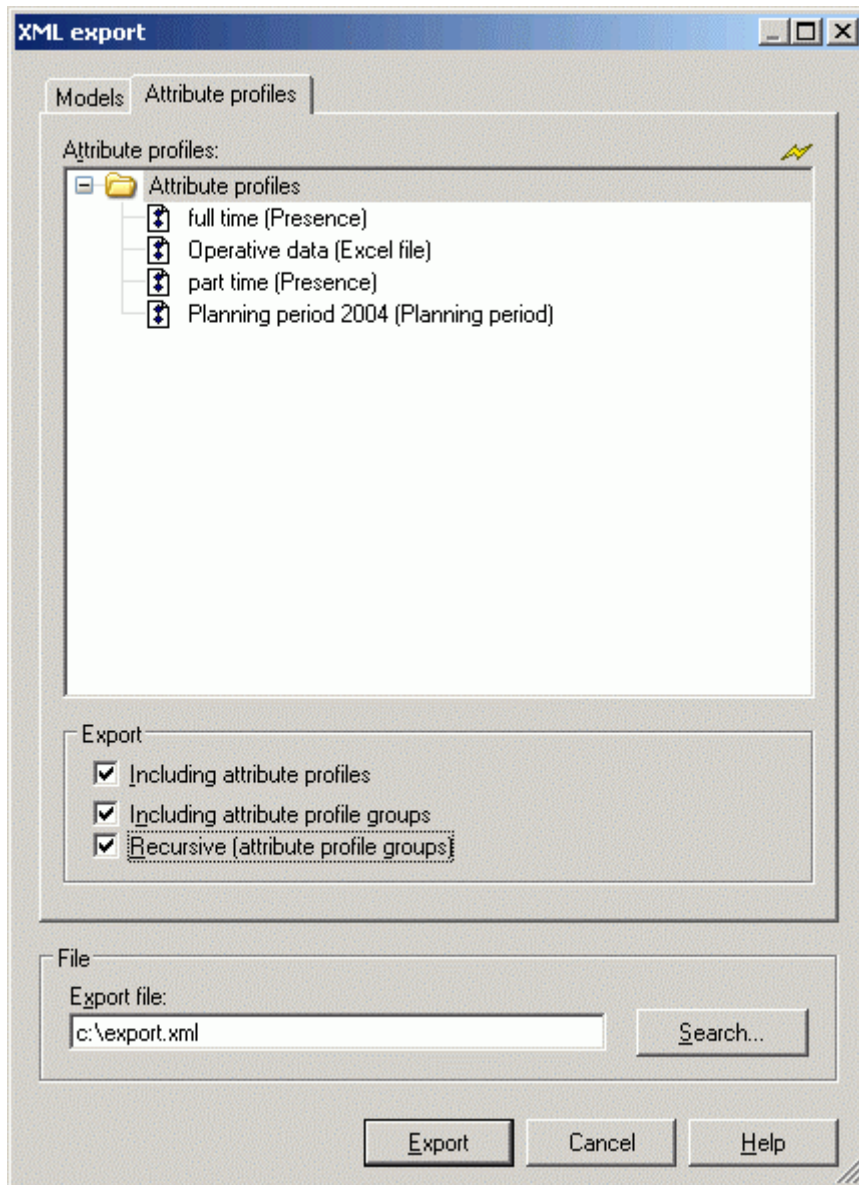 XML export
Models Attribute profiles
Attribute profiles:
Attribute profiles
full time (Presence)
Operative data (Excel file)
part time (Presence)
Planning period 2004 (Planning period)
Export
Including attribute profiles
Including attribute profile groups
Recursive (attribute profile groups)
File
Export file:
c:\export.xml Search...
Export Cancel Help